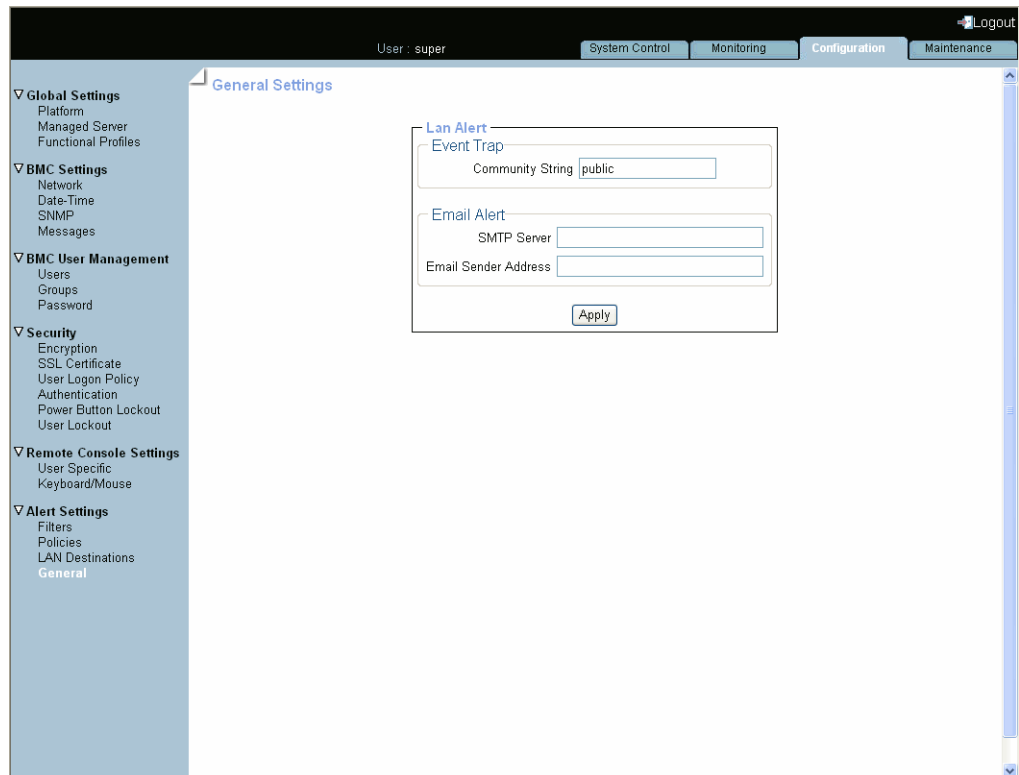 Logout
User : super
System Control
Monitoring
Configuration
Maintenance
Global Settings
Platform
Managed Server
Functional Profiles
BMC Settings
Network
Date-Time
SNMP
Messages
BMC User Management
Users
Groups
Password
Security
Encryption
SSL Certificate
User Logon Policy
Authentication
Power Button Lockout
User Lockout
Remote Console Settings
User Specific
Keyboard/Mouse
Alert Settings
Filters
Policies
LAN Destinations
General
General Settings
Lan Alert
Event Trap
Community String public
Email Alert
SMTP Server
Email Sender Address
Apply